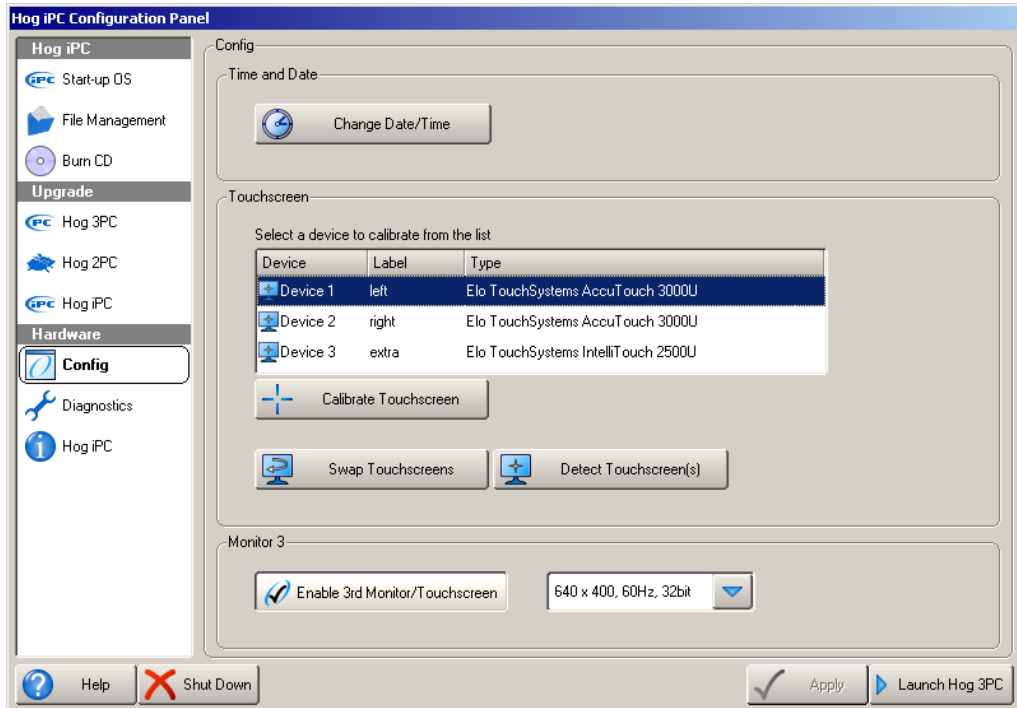 Hog iPC Configuration Panel
Hog iPC
iPC Start-up OS
File Management
Burn CD
Upgrade
PC Hog 3PC
Hog 2PC
iPC Hog iPC
Hardware
Config
Diagnostics
i Hog iPC
Config
Time and Date
Change Date/Time
Touchscreen
Select a device to calibrate from the list
Device Label Type
Device 1 left Elo TouchSystems AccuTouch 3000U
Device 2 right Elo TouchSystems AccuTouch 3000U
Device 3 extra Elo TouchSystems IntelliTouch 2500U
Calibrate Touchscreen
Swap Touchscreens Detect Touchscreen(s)
Monitor 3
Enable 3rd Monitor/Touchscreen 640 x 400, 60Hz, 32bit
? Help Shut Down Apply Launch Hog 3PC